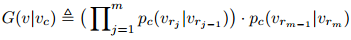 G(v|v_c) ≜ (∏_{j=1}^{m} p_c(v_{r_j}|v_{r_{j-1}})) · p_c(v_{r_{m-1}}|v_{r_m})